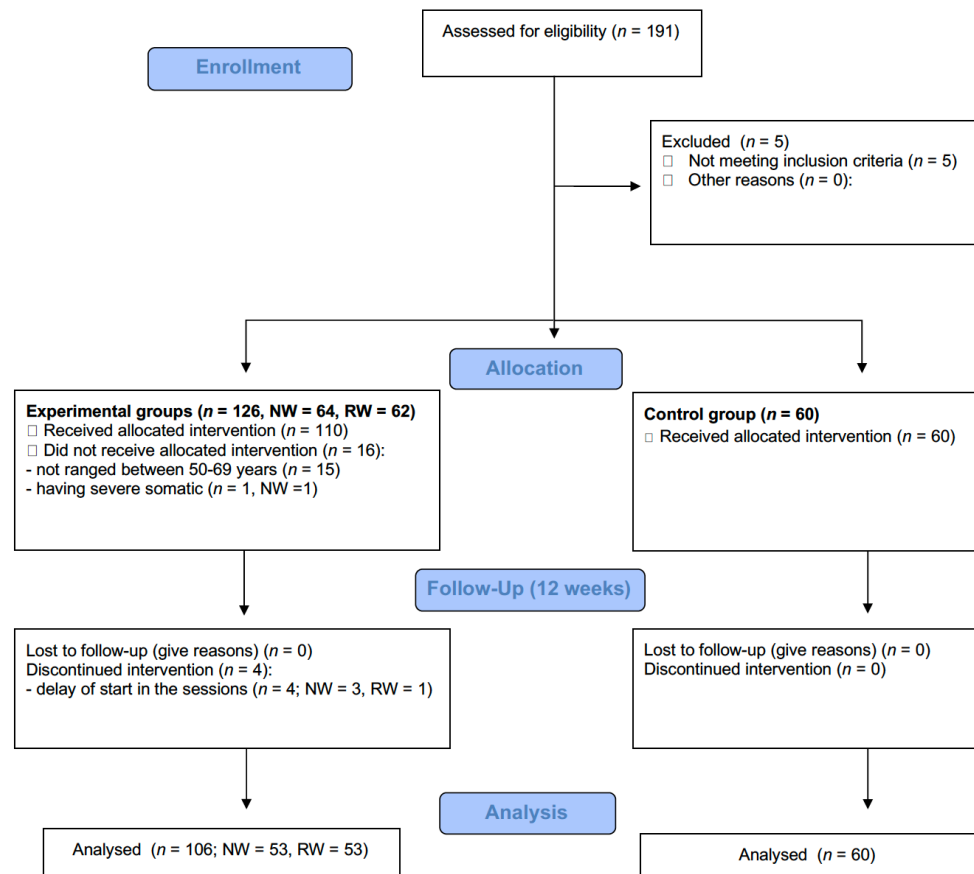 Assessed for eligibility (n = 191)
Enrollment
Excluded (n = 5)
□ Not meeting inclusion criteria (n = 5)
□ Other reasons (n = 0):
Allocation
Experimental groups (n = 126, NW = 64, RW = 62)
□ Received allocated intervention (n = 110)
□ Did not receive allocated intervention (n = 16):
- not ranged between 50-69 years (n = 15)
- having severe somatic (n = 1, NW =1)
Control group (n = 60)
□ Received allocated intervention (n = 60)
Follow-Up (12 weeks)
Lost to follow-up (give reasons) (n = 0)
Discontinued intervention (n = 4):
- delay of start in the sessions (n = 4; NW = 3, RW = 1)
Lost to follow-up (give reasons) (n = 0)
Discontinued intervention (n = 0)
Analysis
Analysed (n = 106; NW = 53, RW = 53)
Analysed (n = 60)